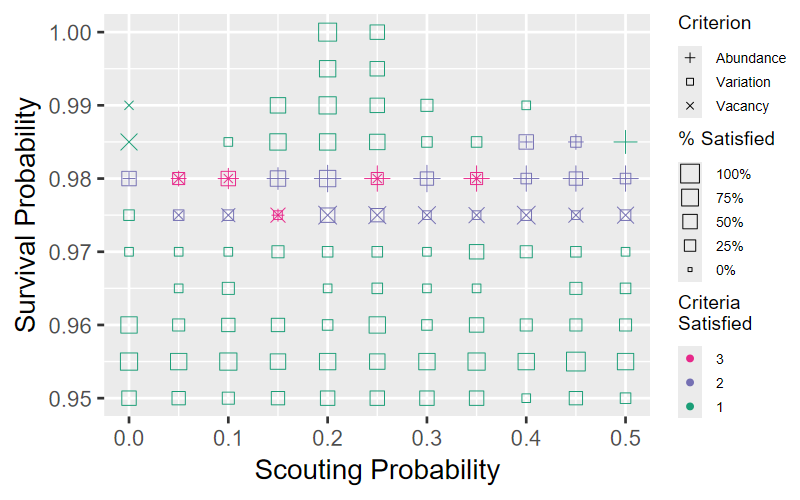 1.00
0.99
0.98
0.97
0.96
0.95
Survival Probability
0.0
0.1
0.2
0.3
0.4
0.5
Scouting Probability
Criterion
Abundance
Variation
Vacancy
% Satisfied
100%
75%
50%
25%
0%
Criteria
Satisfied
3
2
1